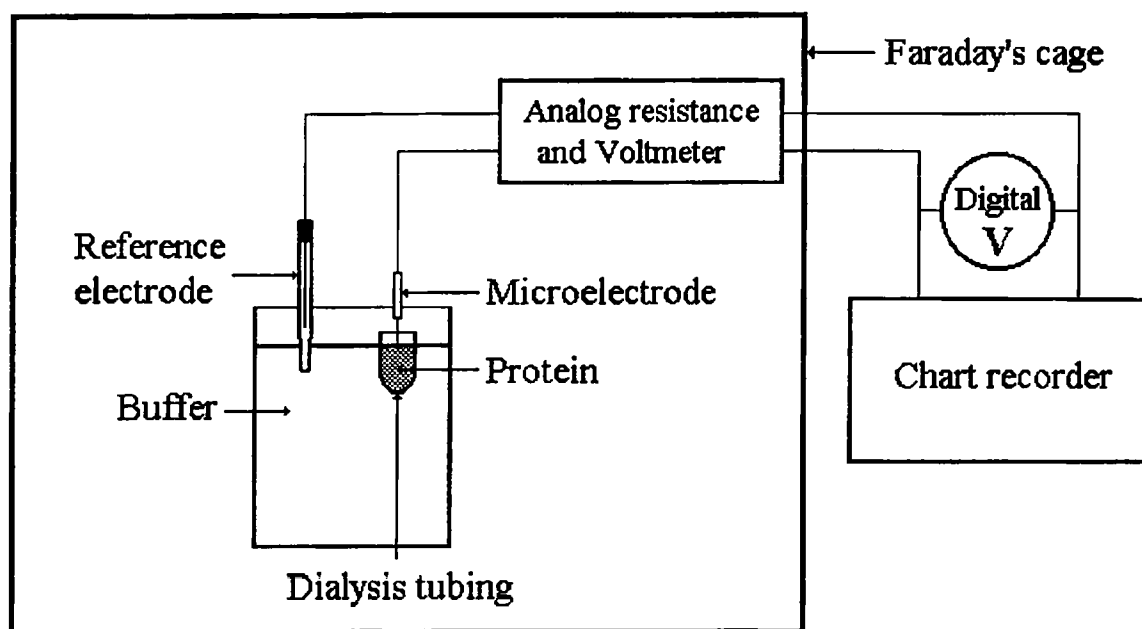 Faraday's cage
Analog resistance
and Voltmeter
Digital
V
Reference
electrode
Microelectrode
Protein
Buffer
Chart recorder
Dialysis tubing